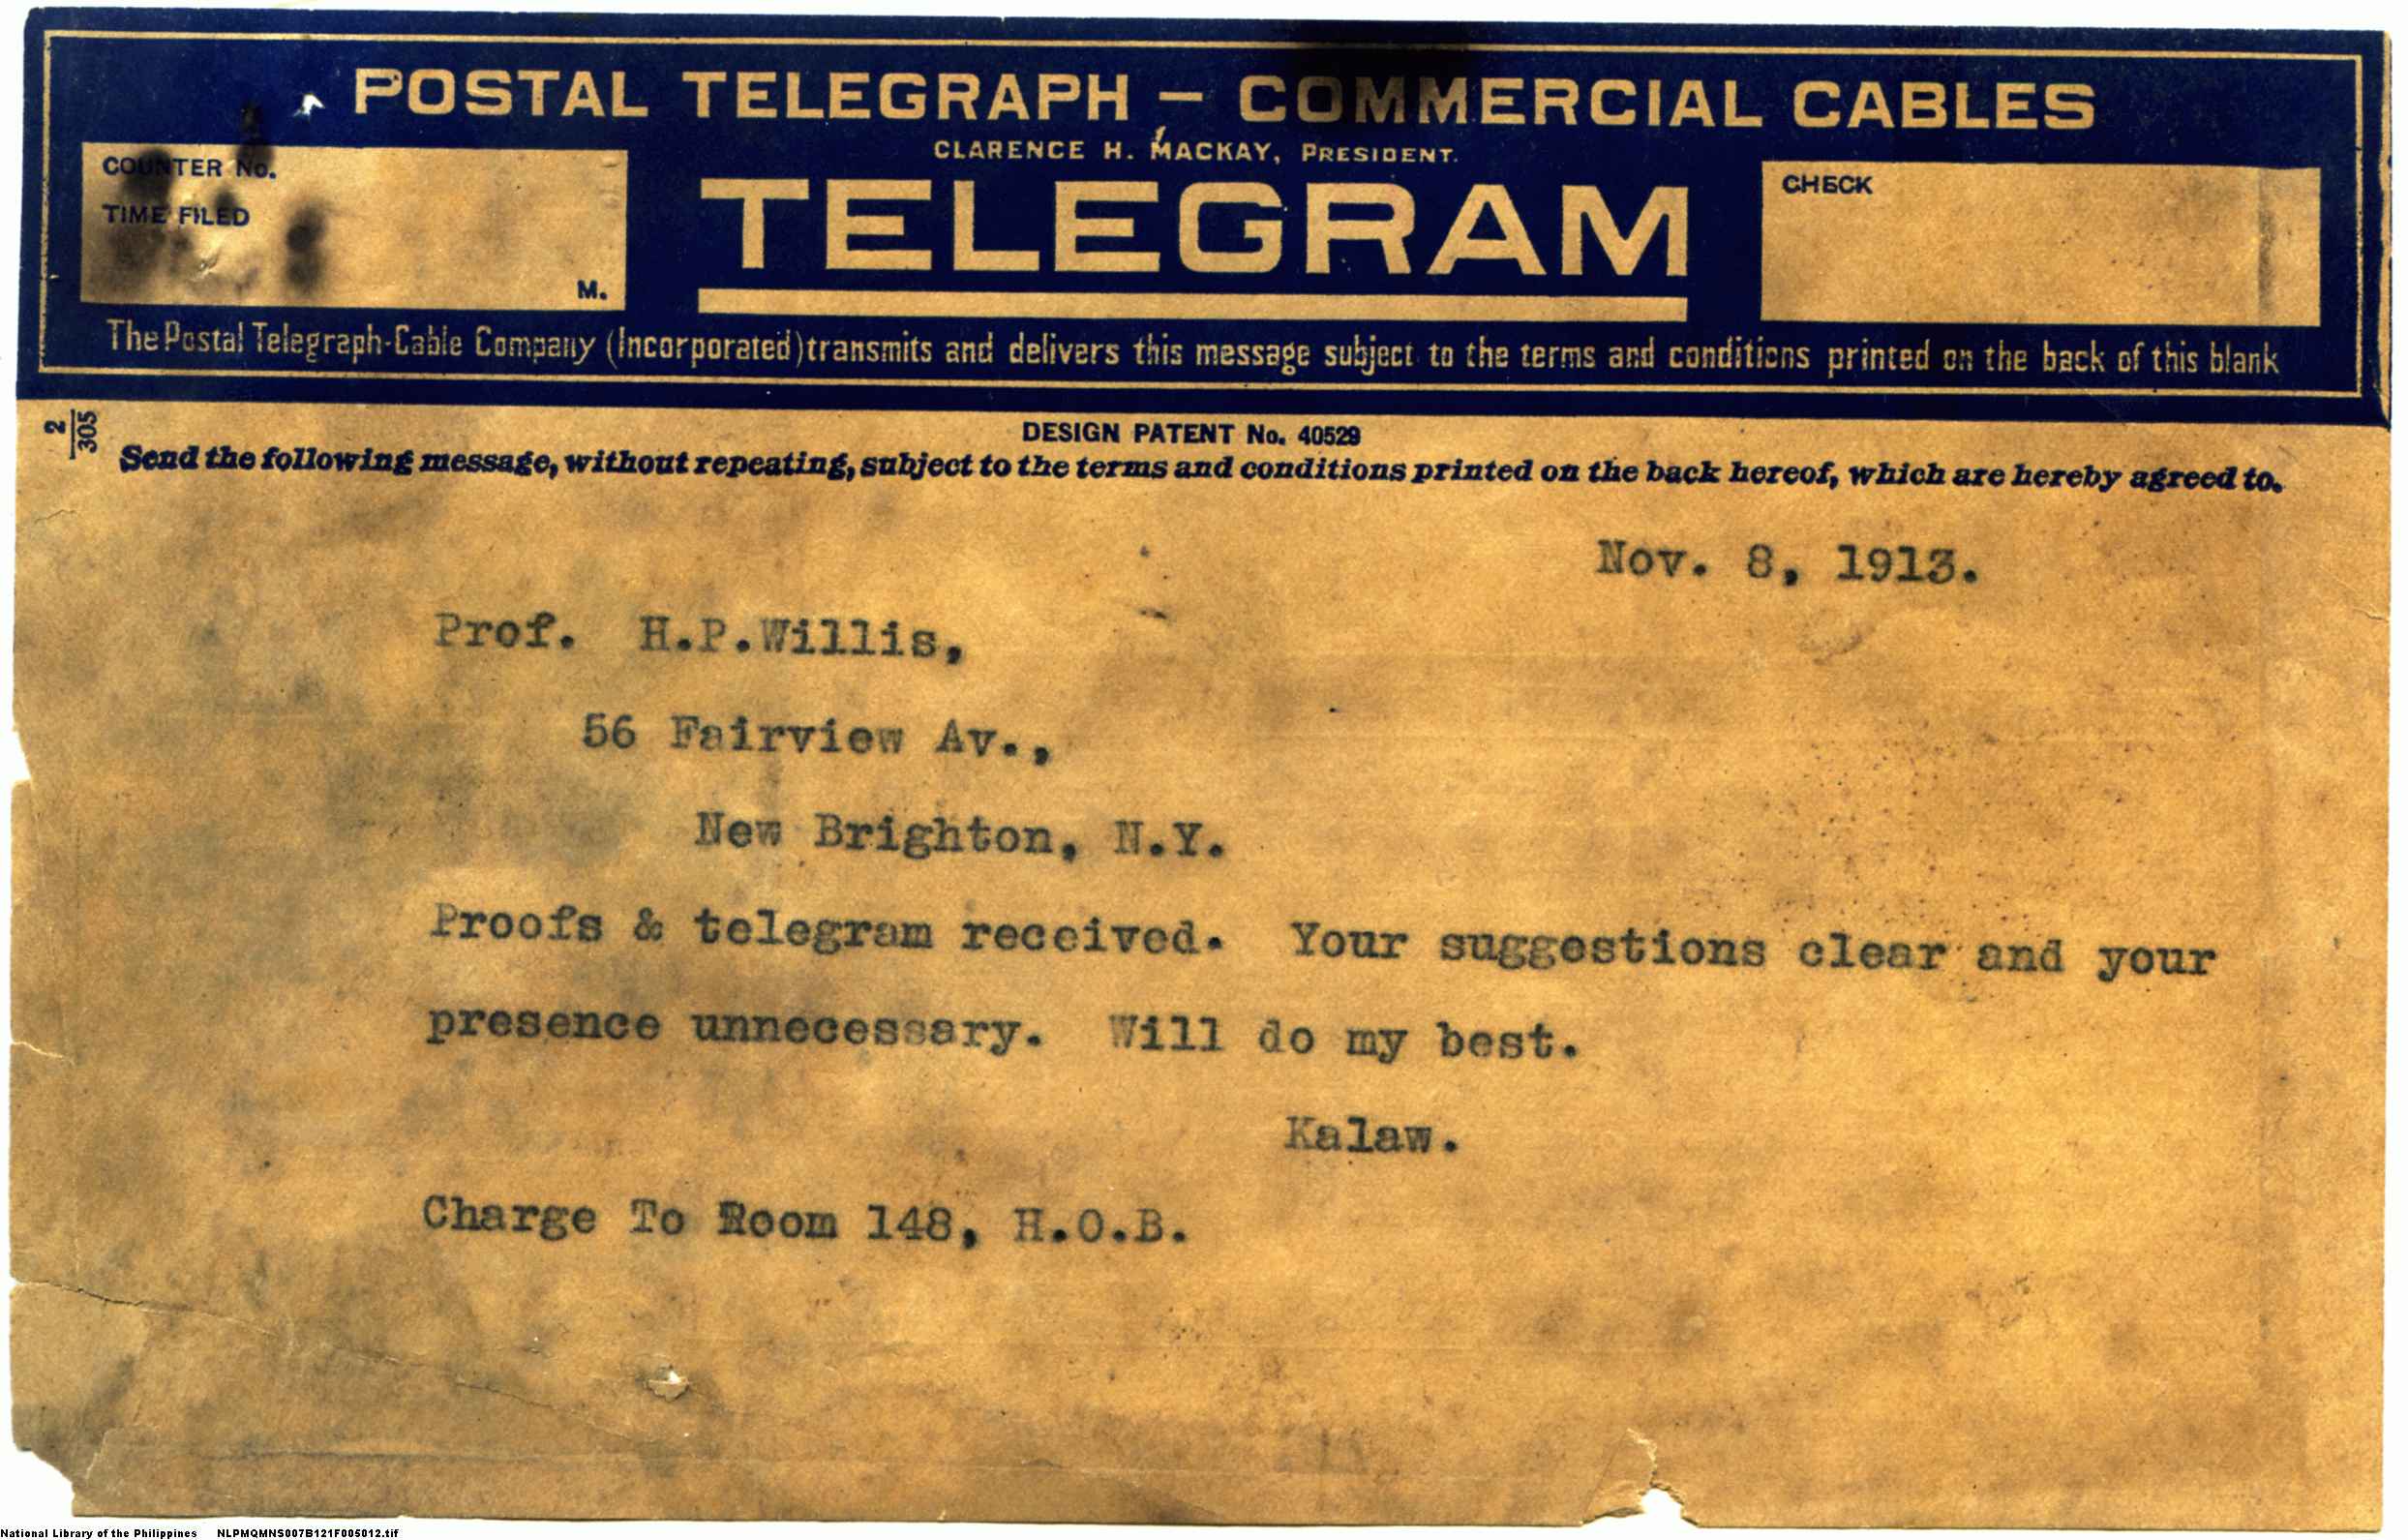 POSTAL TELEGRAPH – COMMERCIAL CABLES
CLARENCE H. MACKAY, PRESIDENT.
COUNTER No.
TIME FILED
M.
TELEGRAM
CHECK
The Postal Telegraph-Cable Company (Incorporated) transmits and delivers this message subject to the terms and conditions printed on the back of this blank
2
305
DESIGN PATENT No. 40529
Send the following message, without repeating, subject to the terms and conditions printed on the back hereof, which are hereby agreed to.
Nov. 8, 1913.
Prof. H.P.Willis,
56 Fairview Av.,
New Brighton, N.Y.
Proofs & telegram received. Your suggestions clear and your
presence unnecessary. Will do my best.
Kalaw.
Charge To Room 148, H.O.B.
National Library of the Philippines NLPMQMNS007B121F005012.tif